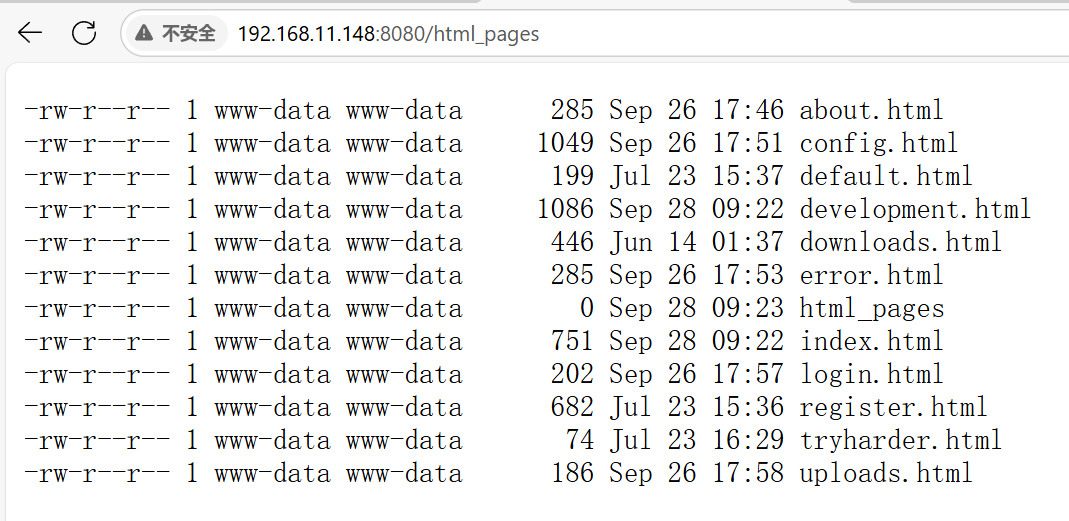 不安全 192.168.11.148:8080/html_pages
-rw-r--r-- 1 www-data www-data      285 Sep 26 17:46 about.html
-rw-r--r-- 1 www-data www-data     1049 Sep 26 17:51 config.html
-rw-r--r-- 1 www-data www-data      199 Jul 23 15:37 default.html
-rw-r--r-- 1 www-data www-data     1086 Sep 28 09:22 development.html
-rw-r--r-- 1 www-data www-data      446 Jun 14 01:37 downloads.html
-rw-r--r-- 1 www-data www-data      285 Sep 26 17:53 error.html
-rw-r--r-- 1 www-data www-data        0 Sep 28 09:23 html_pages
-rw-r--r-- 1 www-data www-data      751 Sep 28 09:22 index.html
-rw-r--r-- 1 www-data www-data      202 Sep 26 17:57 login.html
-rw-r--r-- 1 www-data www-data      682 Jul 23 15:36 register.html
-rw-r--r-- 1 www-data www-data       74 Jul 23 16:29 tryharder.html
-rw-r--r-- 1 www-data www-data      186 Sep 26 17:58 uploads.html